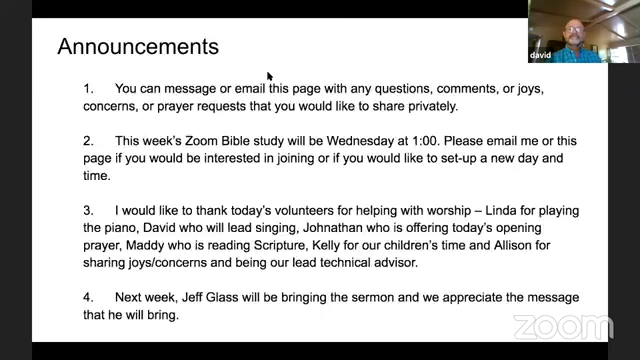 Announcements
david
1. You can message or email this page with any questions, comments, or joys,
concerns, or prayer requests that you would like to share privately.
2. This week's Zoom Bible study will be Wednesday at 1:00. Please email me or this
page if you would be interested in joining or if you would like to set-up a new day and
time.
3. I would like to thank today's volunteers for helping with worship – Linda for playing
the piano, David who will lead singing, Johnathan who is offering today's opening
prayer, Maddy who is reading Scripture, Kelly for our children's time and Allison for
sharing joys/concerns and being our lead technical advisor.
4. Next week, Jeff Glass will be bringing the sermon and we appreciate the message
that he will bring.
zoom